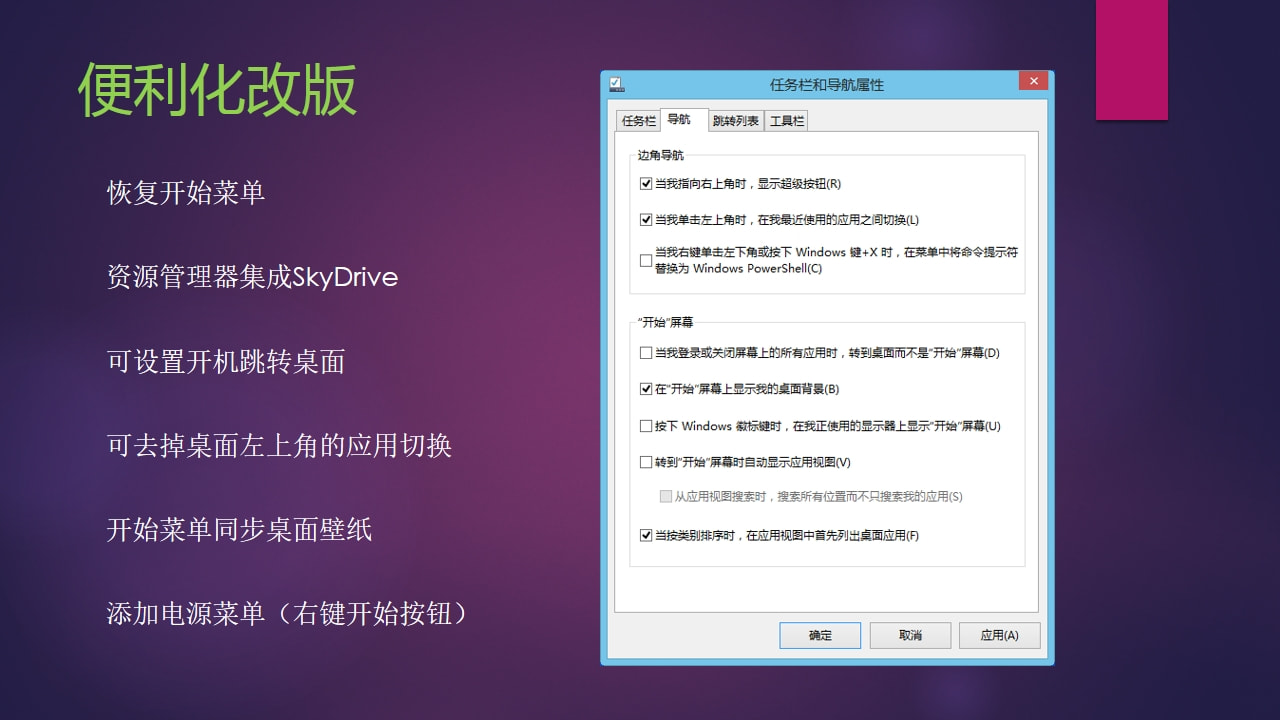 便利化改版
恢复开始菜单
资源管理器集成SkyDrive
可设置开机跳转桌面
可去掉桌面左上角的应用切换
开始菜单同步桌面壁纸
添加电源菜单（右键开始按钮）
任务栏和导航属性
任务栏 导航 跳转列表 工具栏
边角导航
当我指向右上角时，显示超级按钮(R)
当我单击左上角时，在我最近使用的应用之间切换(L)
当我右键单击左下角或按下 Windows 键+X 时，在菜单中将命令提示符
替换为 Windows PowerShell(C)
"开始"屏幕
当我登录或关闭屏幕上的所有应用时，转到桌面而不是"开始"屏幕(D)
在"开始"屏幕上显示我的桌面背景(B)
按下 Windows 徽标键时，在我正使用的显示器上显示"开始"屏幕(U)
转到"开始"屏幕时自动显示应用视图(V)
从应用视图搜索时，搜索所有位置而不只搜索我的应用(S)
当按类别排序时，在应用视图中首先列出桌面应用(F)
确定 取消 应用(A)